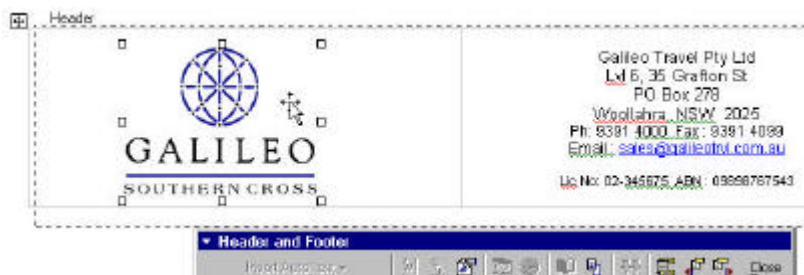 Header
GALILEO
SOUTHERN CROSS
Galileo Travel Pty Ltd
Lvl 6, 35 Grafton St
PO Box 278
Woollahra, NSW 2025
Ph: 9391 4000 Fax: 9391 4099
Email: sales@galileotvl.com.au
Lic No: 02-345675 ABN: 09898787543
Header and Footer
Insert AutoText
Close